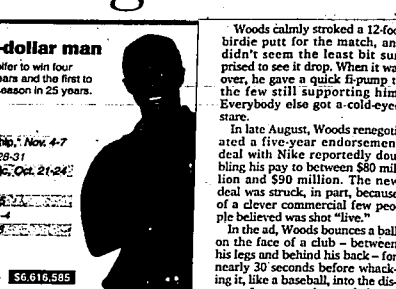 -dollar man
olfer to win four
ears and the first to
eason in 25 years.
hip," Nov. 4-7
28-31
ic, Oct. 21-24
-4
$6,616,585
Woods calmly stroked a 12-foo
birdie putt for the match, an
didn't seem the least bit sur
prised to see it drop. When it wa
over, he gave a quick fi-pump t
the few still supporting him
Everybody else got a cold-eye
stare.
In late August, Woods renegoti
ated a five-year endorsemen
deal with Nike reportedly dou
bling his pay to between $80 mil
lion and $90 million. The new
deal was struck, in part, because
of a clever commercial few peo
ple believed was shot "live."
In the ad, Woods bounces a ball
on the face of a club – between
his legs and behind his back – for
nearly 30 seconds before whack-
ing it, like a baseball, into the dis-